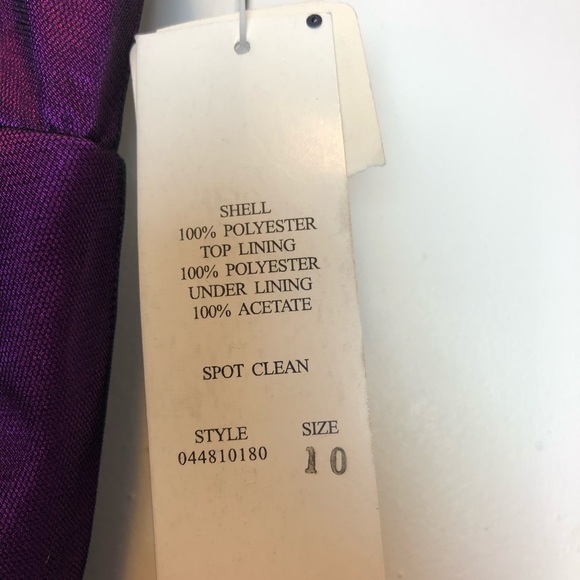 SHELL
100% POLYESTER
TOP LINING
100% POLYESTER
UNDER LINING
100% ACETATE
SPOT CLEAN
STYLE SIZE
044810180 10